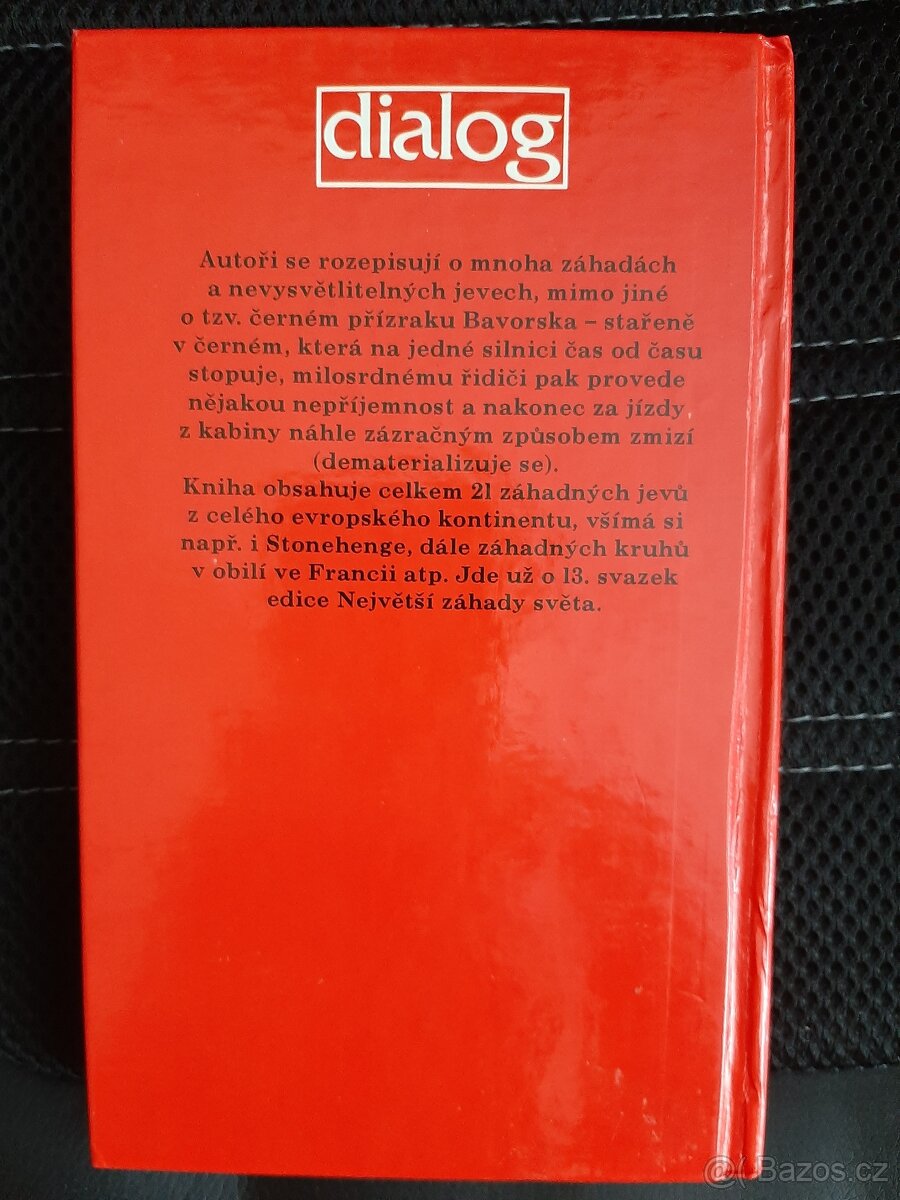 dialog
Autoři se rozepisují o mnoha záhadách
a nevysvětlitelných jevech, mimo jiné
o tzv. černém přízraku Bavorska – stařeně
v černém, která na jedné silnici čas od času
stopuje, milosrdnému řidiči pak provede
nějakou nepříjemnost a nakonec za jízdy
z kabiny náhle zázračným způsobem zmizí
(dematerializuje se).
Kniha obsahuje celkem 21 záhadných jevů
z celého evropského kontinentu, všímá si
např. i Stonehenge, dále záhadných kruhů
v obilí ve Francii atp. Jde už o 13. svazek
edice Největší záhady světa.
Bazos.cz